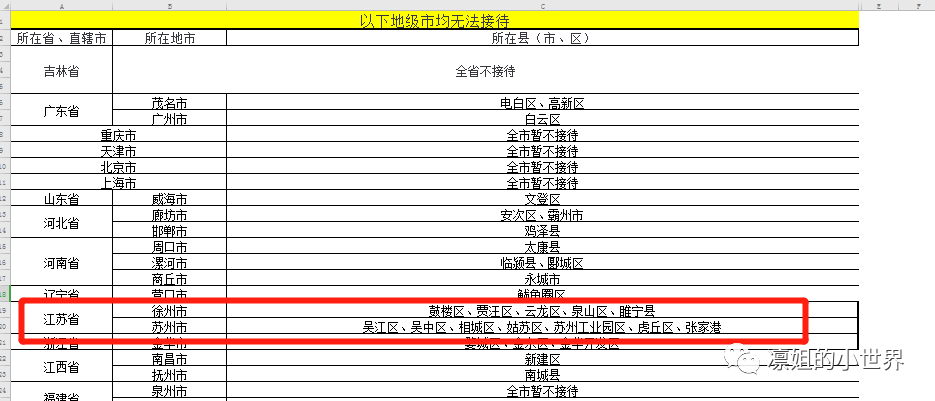 A B C E F
以下地级市均无法接待
所在省、直辖市 所在地市 所在县（市、区）
吉林省 全省不接待
广东省 茂名市 电白区、高新区
广州市 白云区
重庆市 全市暂不接待
天津市 全市暂不接待
北京市 全市暂不接待
上海市 全市暂不接待
山东省 威海市 文登区
河北省 廊坊市 安次区、霸州市
邯郸市 鸡泽县
河南省 周口市 太康县
漯河市 临颍县、郾城区
商丘市 永城市
辽宁省 营口市 鲅鱼圈区
江苏省 徐州市 鼓楼区、贾汪区、云龙区、泉山区、睢宁县
苏州市 吴江区、吴中区、相城区、姑苏区、苏州工业园区、虎丘区、张家港
浙江省 金华市 婺城区、金东区、金华开发区
江西省 南昌市 新建区
抚州市 南城县
福建省 泉州市 全市暂不接待
凛姐的小世界